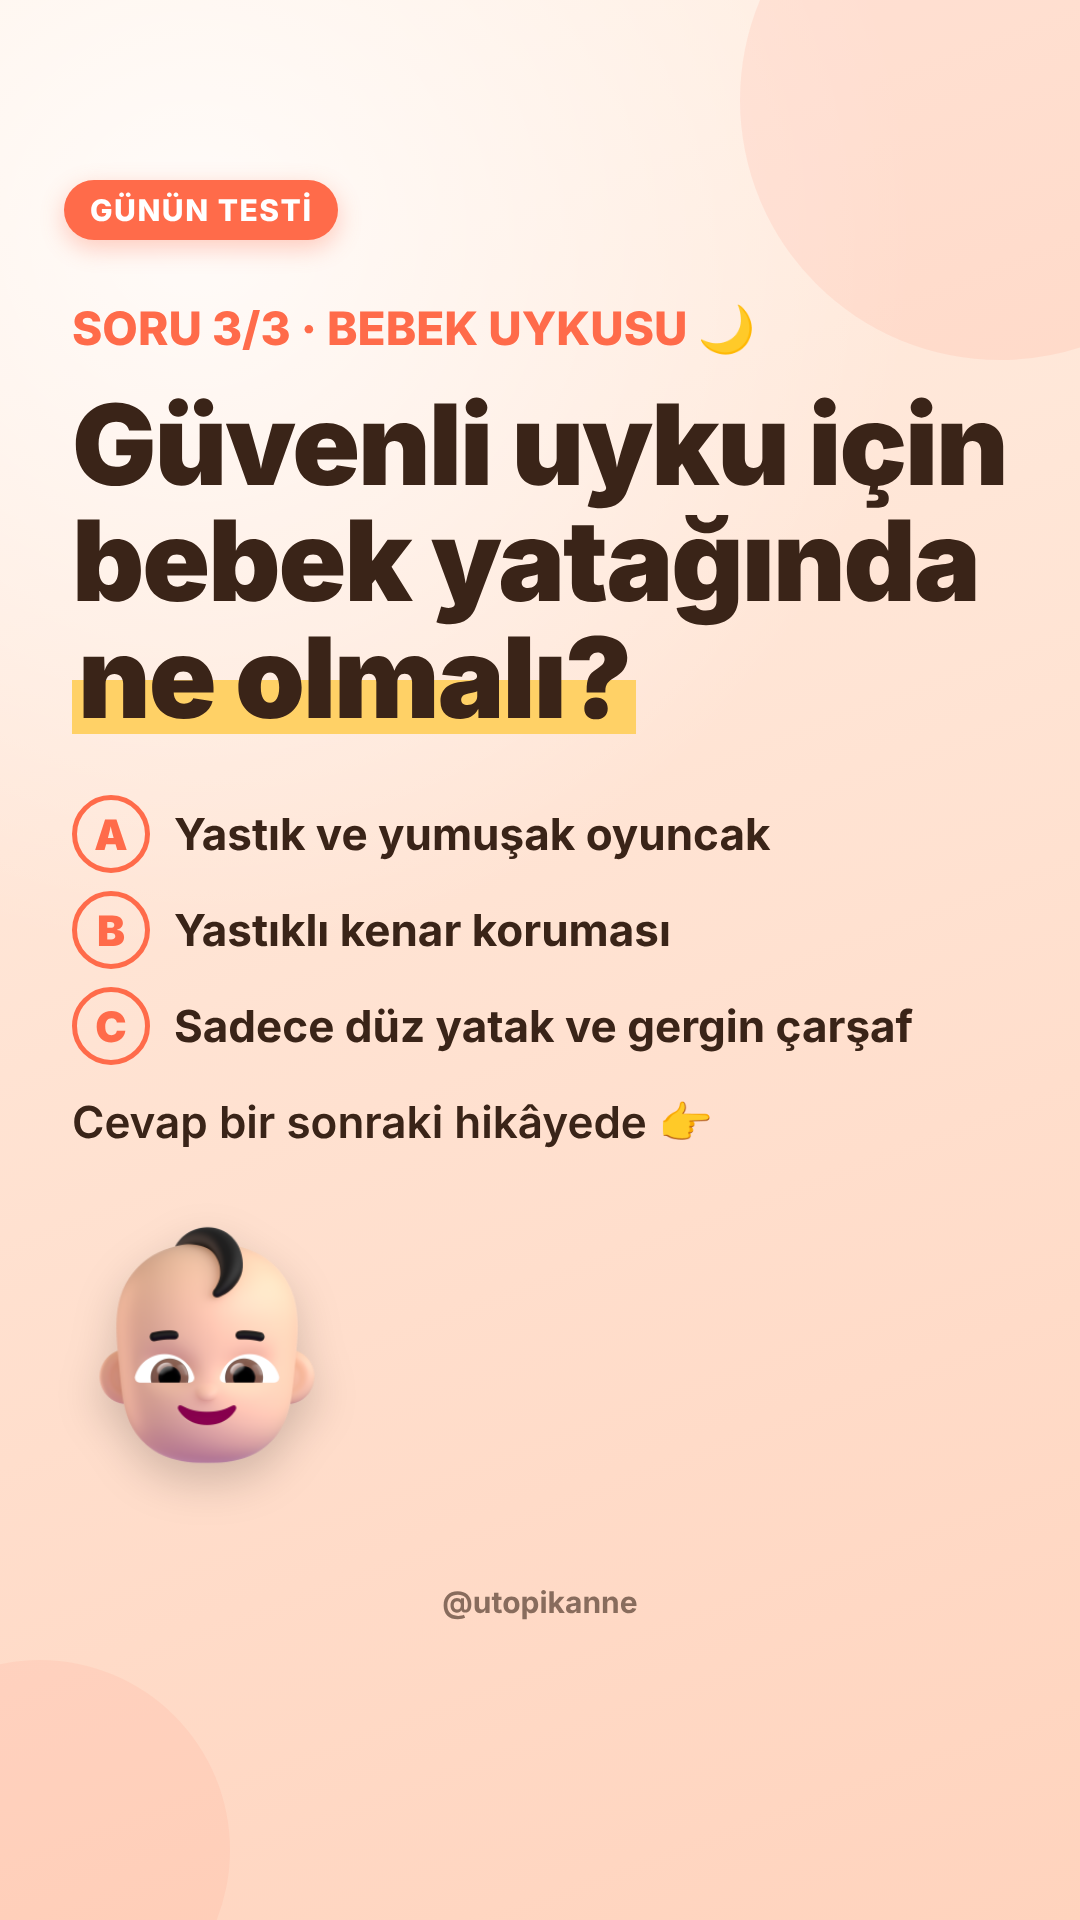 GÜNÜN TESTİ
SORU 3/3 · BEBEK UYKUSU 🌙
Güvenli uyku için
bebek yatağında
ne olmalı?
A Yastık ve yumuşak oyuncak
B Yastıklı kenar koruması
C Sadece düz yatak ve gergin çarşaf
Cevap bir sonraki hikâyede 👉
@utopikanne